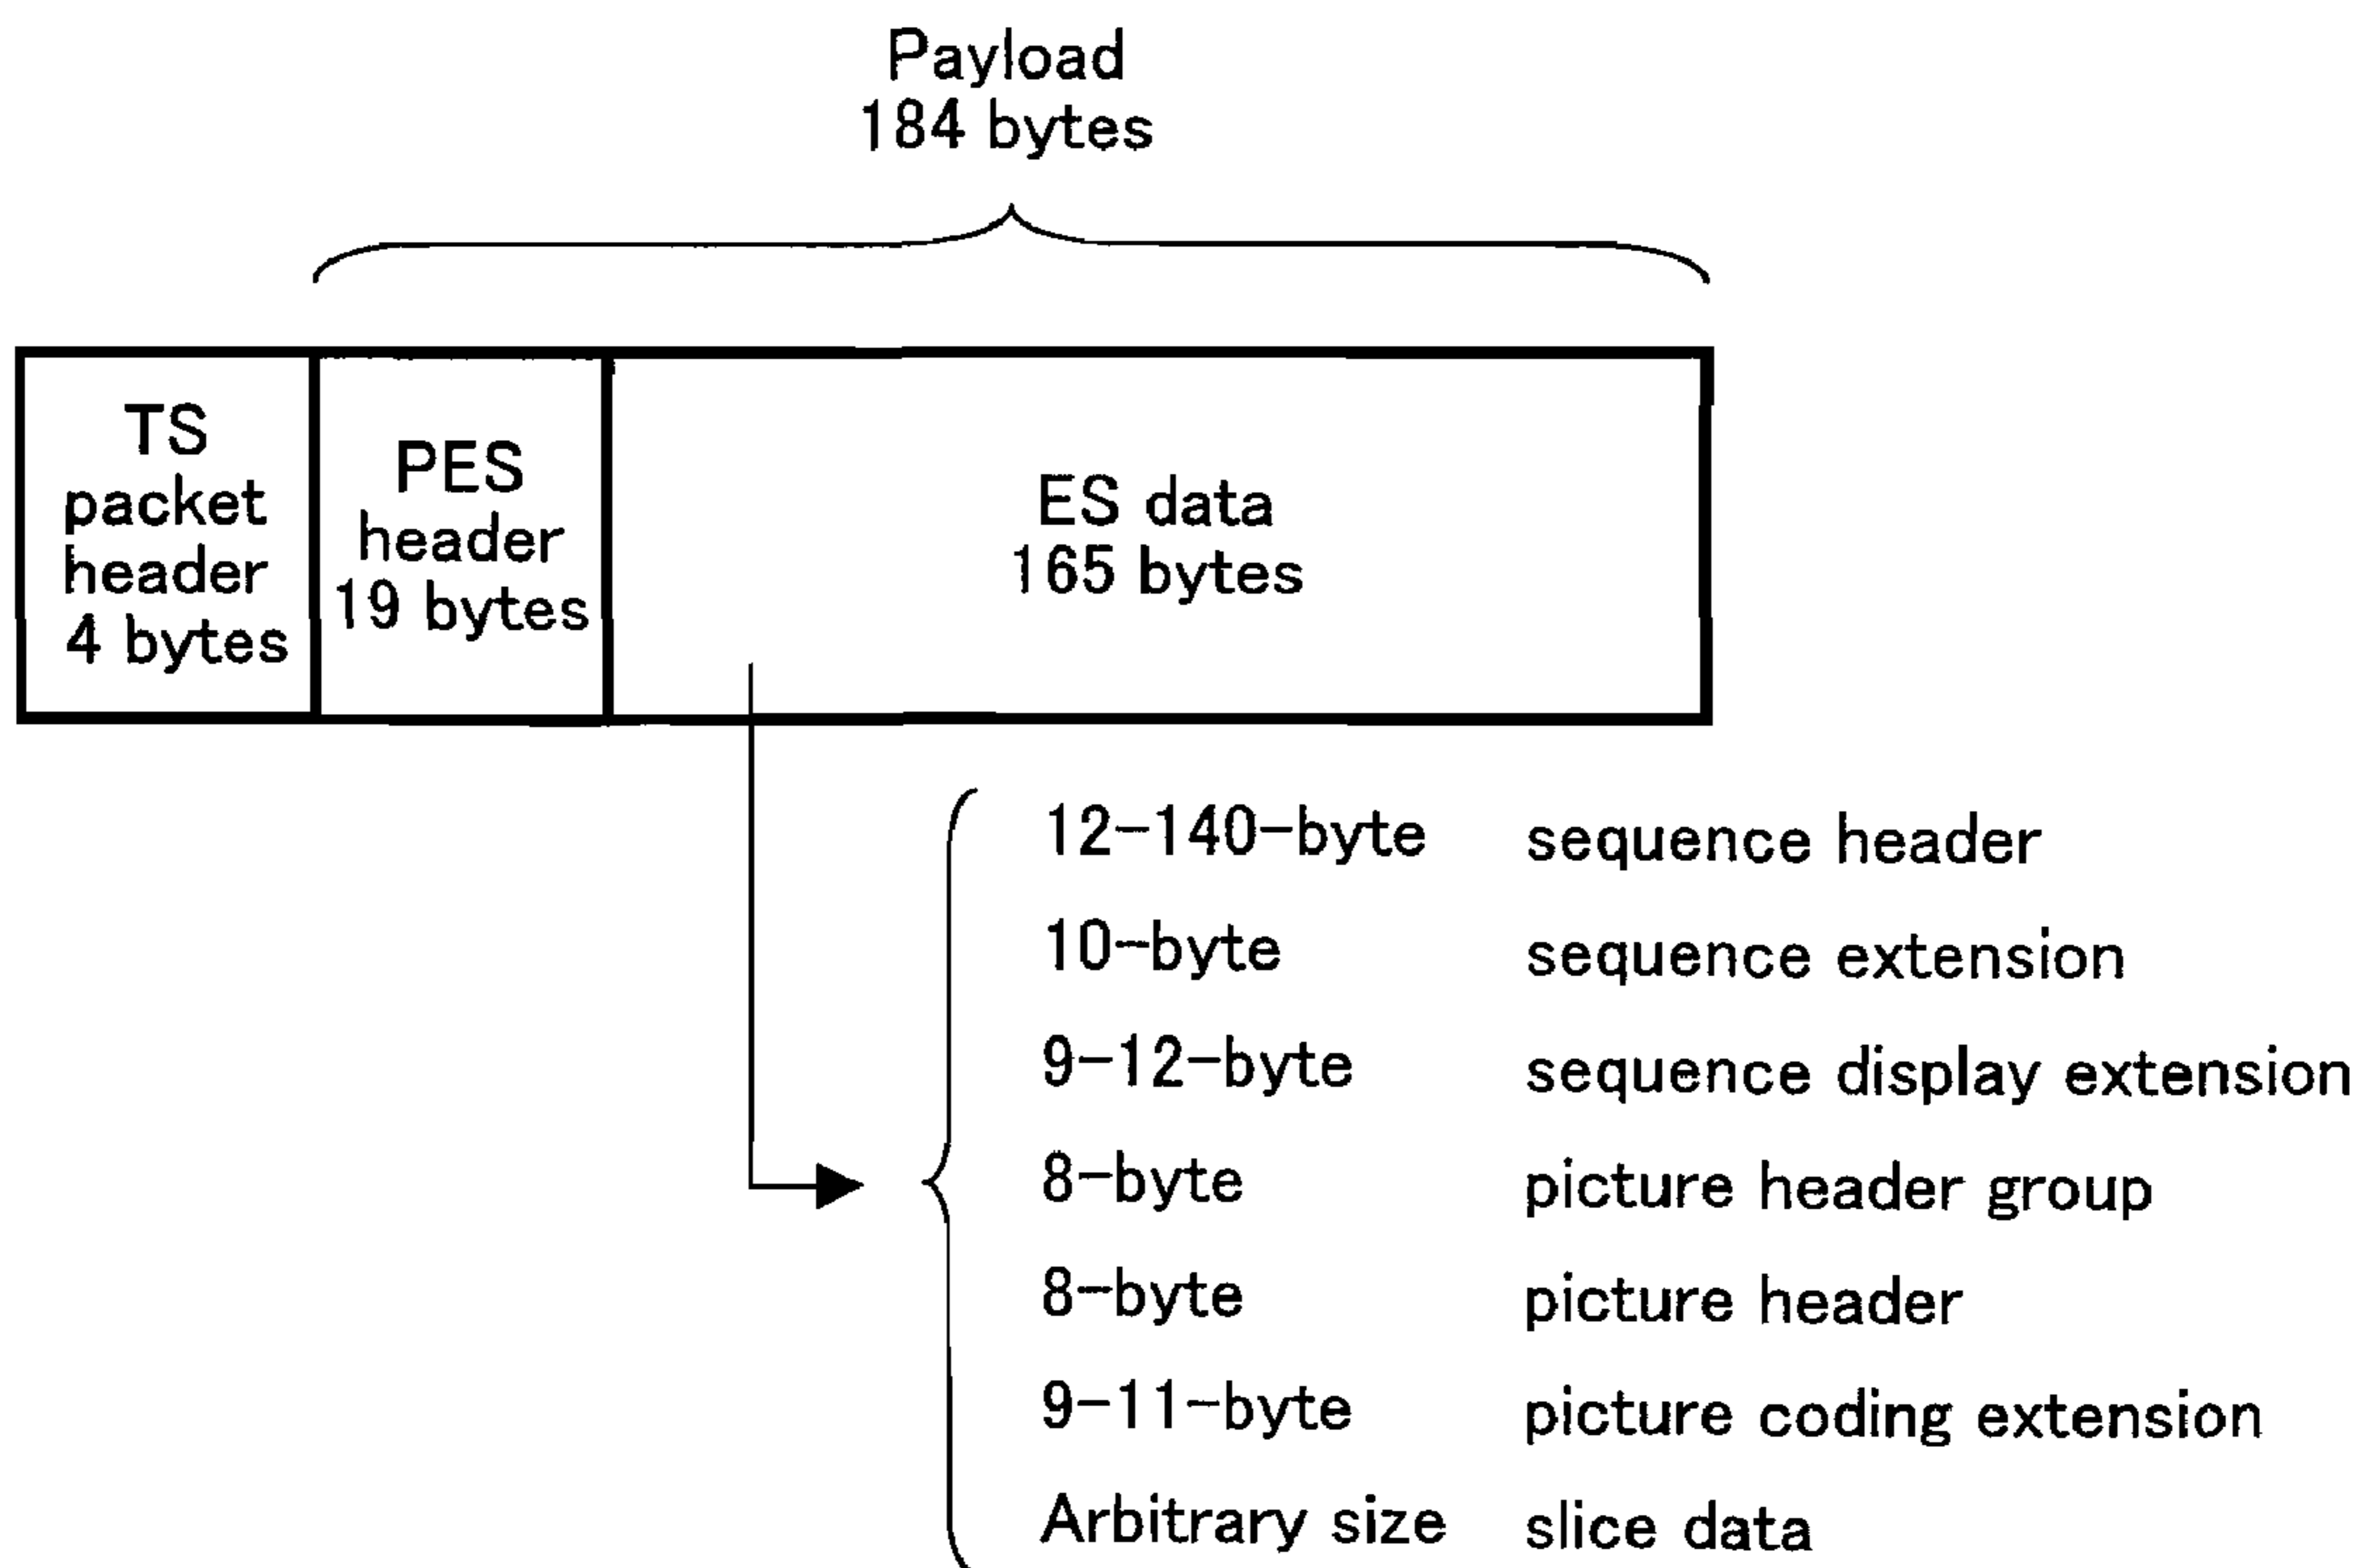 Payload
184 bytes
TS
packet
header
4 bytes
PES
header
19 bytes
ES data
165 bytes
12-140-byte sequence header
10-byte sequence extension
9-12-byte sequence display extension
8-byte picture header group
8-byte picture header
9-11-byte picture coding extension
Arbitrary size slice data